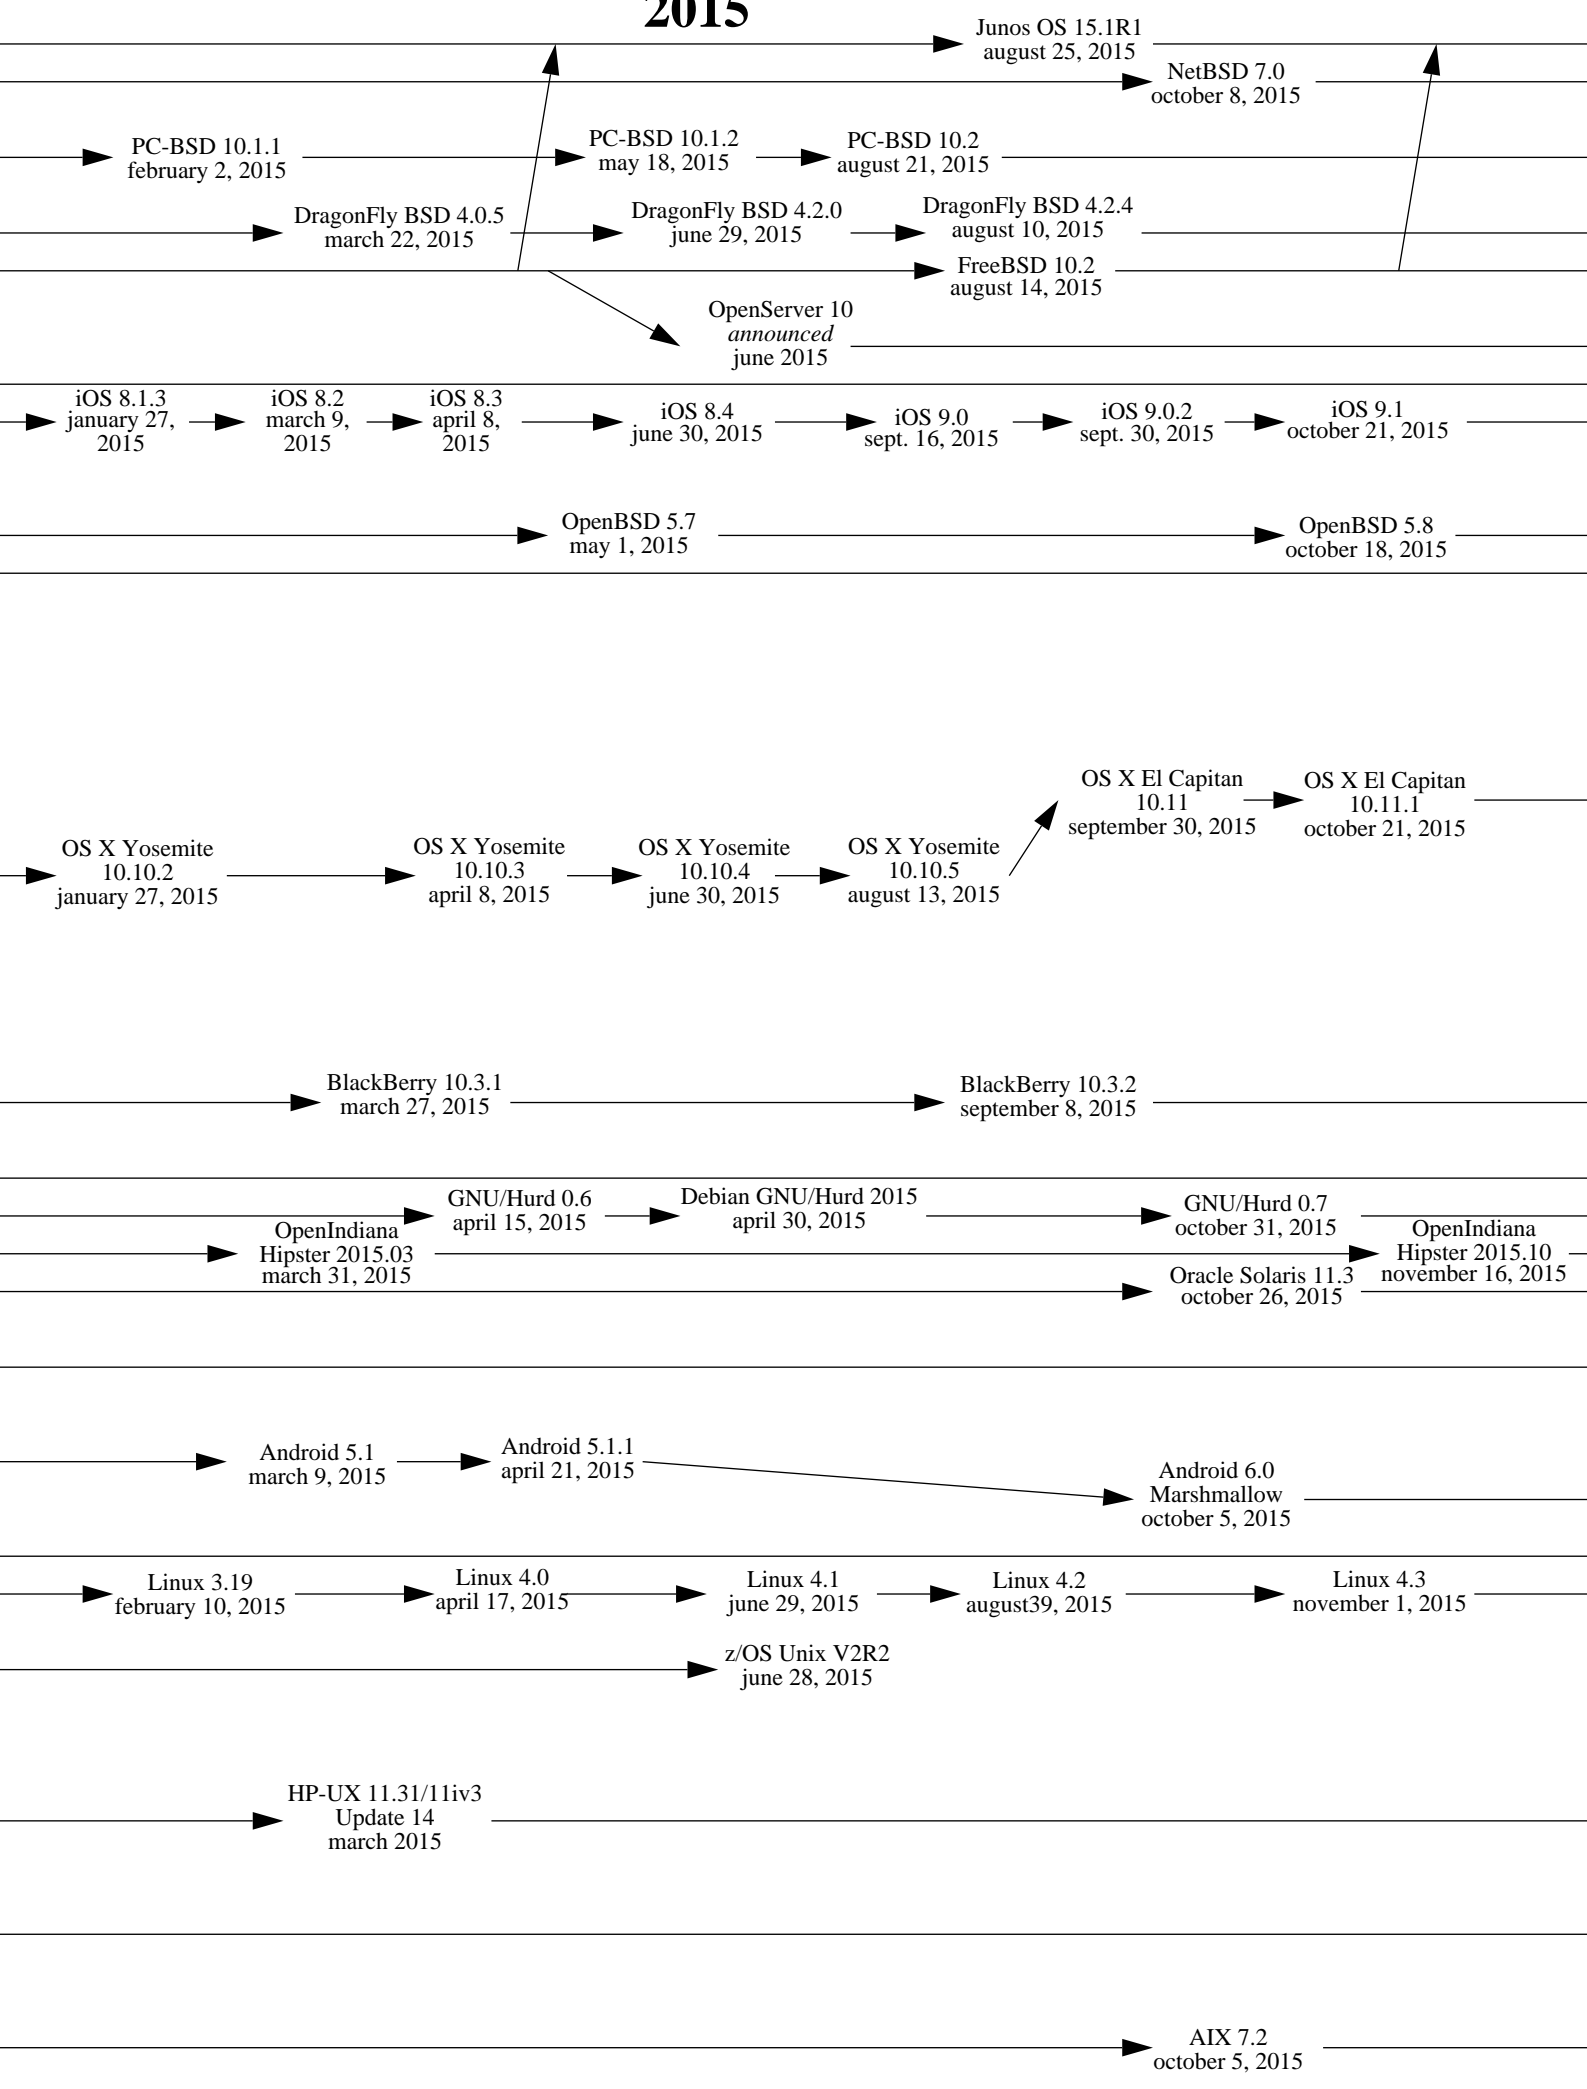 2015
Junos OS 15.1R1
august 25, 2015
NetBSD 7.0
october 8, 2015
PC-BSD 10.1.1
february 2, 2015
PC-BSD 10.1.2
may 18, 2015
PC-BSD 10.2
august 21, 2015
DragonFly BSD 4.0.5
march 22, 2015
DragonFly BSD 4.2.0
june 29, 2015
DragonFly BSD 4.2.4
august 10, 2015
FreeBSD 10.2
august 14, 2015
OpenServer 10
announced
june 2015
iOS 8.1.3
january 27,
2015
iOS 8.2
march 9,
2015
iOS 8.3
april 8,
2015
iOS 8.4
june 30, 2015
iOS 9.0
sept. 16, 2015
iOS 9.0.2
sept. 30, 2015
iOS 9.1
october 21, 2015
OpenBSD 5.7
may 1, 2015
OpenBSD 5.8
october 18, 2015
OS X El Capitan
10.11
september 30, 2015
OS X El Capitan
10.11.1
october 21, 2015
OS X Yosemite
10.10.2
january 27, 2015
OS X Yosemite
10.10.3
april 8, 2015
OS X Yosemite
10.10.4
june 30, 2015
OS X Yosemite
10.10.5
august 13, 2015
BlackBerry 10.3.1
march 27, 2015
BlackBerry 10.3.2
september 8, 2015
GNU/Hurd 0.6
april 15, 2015
Debian GNU/Hurd 2015
april 30, 2015
GNU/Hurd 0.7
october 31, 2015
OpenIndiana
Hipster 2015.03
march 31, 2015
OpenIndiana
Hipster 2015.10
november 16, 2015
Oracle Solaris 11.3
october 26, 2015
Android 5.1
march 9, 2015
Android 5.1.1
april 21, 2015
Android 6.0
Marshmallow
october 5, 2015
Linux 3.19
february 10, 2015
Linux 4.0
april 17, 2015
Linux 4.1
june 29, 2015
Linux 4.2
august39, 2015
Linux 4.3
november 1, 2015
z/OS Unix V2R2
june 28, 2015
HP-UX 11.31/11iv3
Update 14
march 2015
AIX 7.2
october 5, 2015